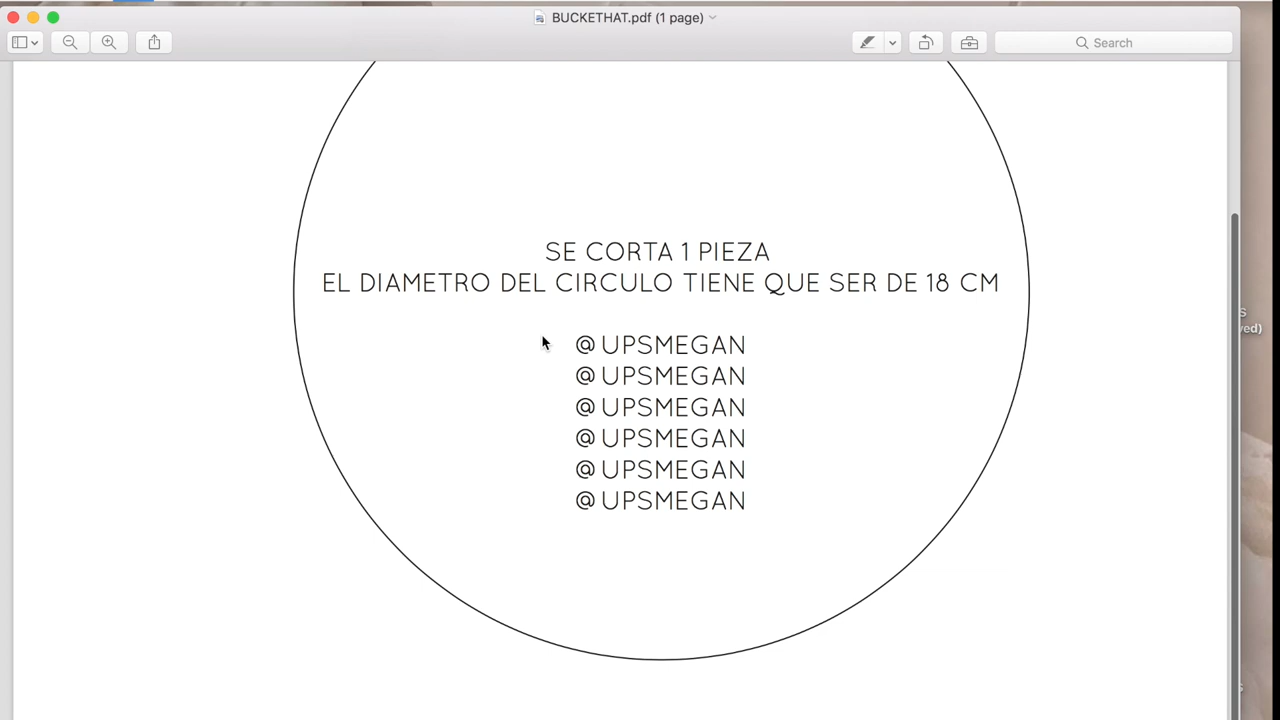 BUCKETHAT.pdf (1 page)
Search
SE CORTA 1 PIEZA
EL DIAMETRO DEL CIRCULO TIENE QUE SER DE 18 CM
@UPSMEGAN
@UPSMEGAN
@UPSMEGAN
@UPSMEGAN
@UPSMEGAN
@UPSMEGAN